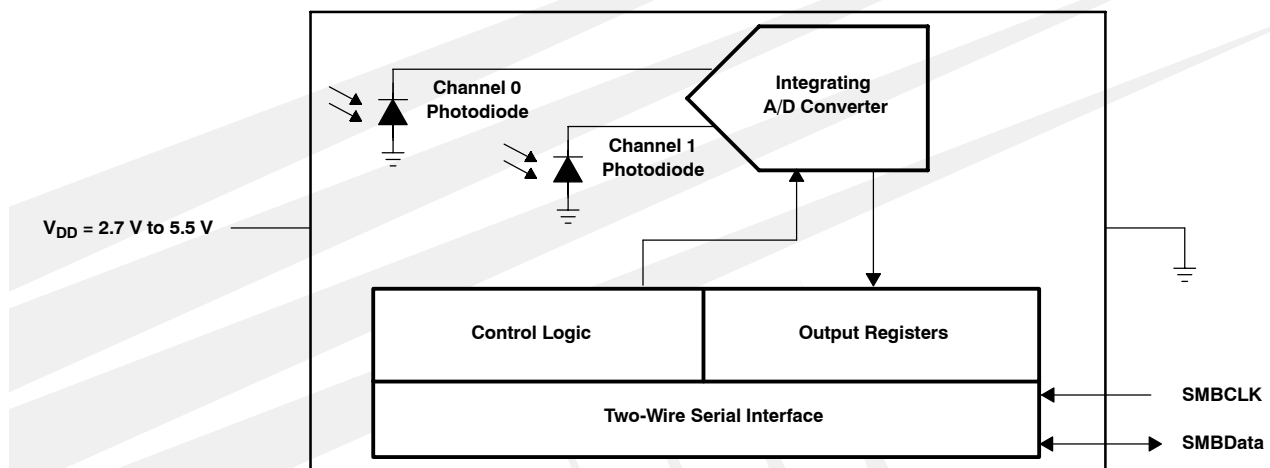 Integrating
A/D Converter
Channel 0
Photodiode
Channel 1
Photodiode
VDD = 2.7 V to 5.5 V
Control Logic
Output Registers
Two-Wire Serial Interface
SMBCLK
SMBData